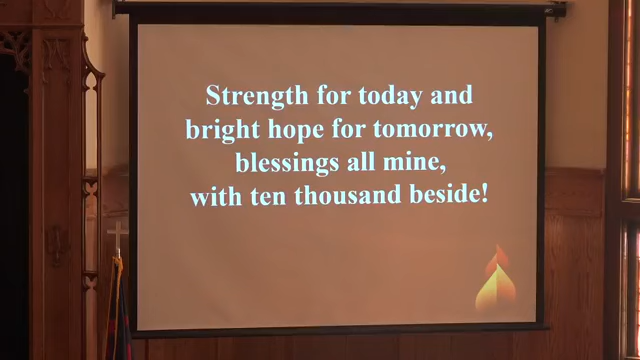 Strength for today and
bright hope for tomorrow,
blessings all mine,
with ten thousand beside!